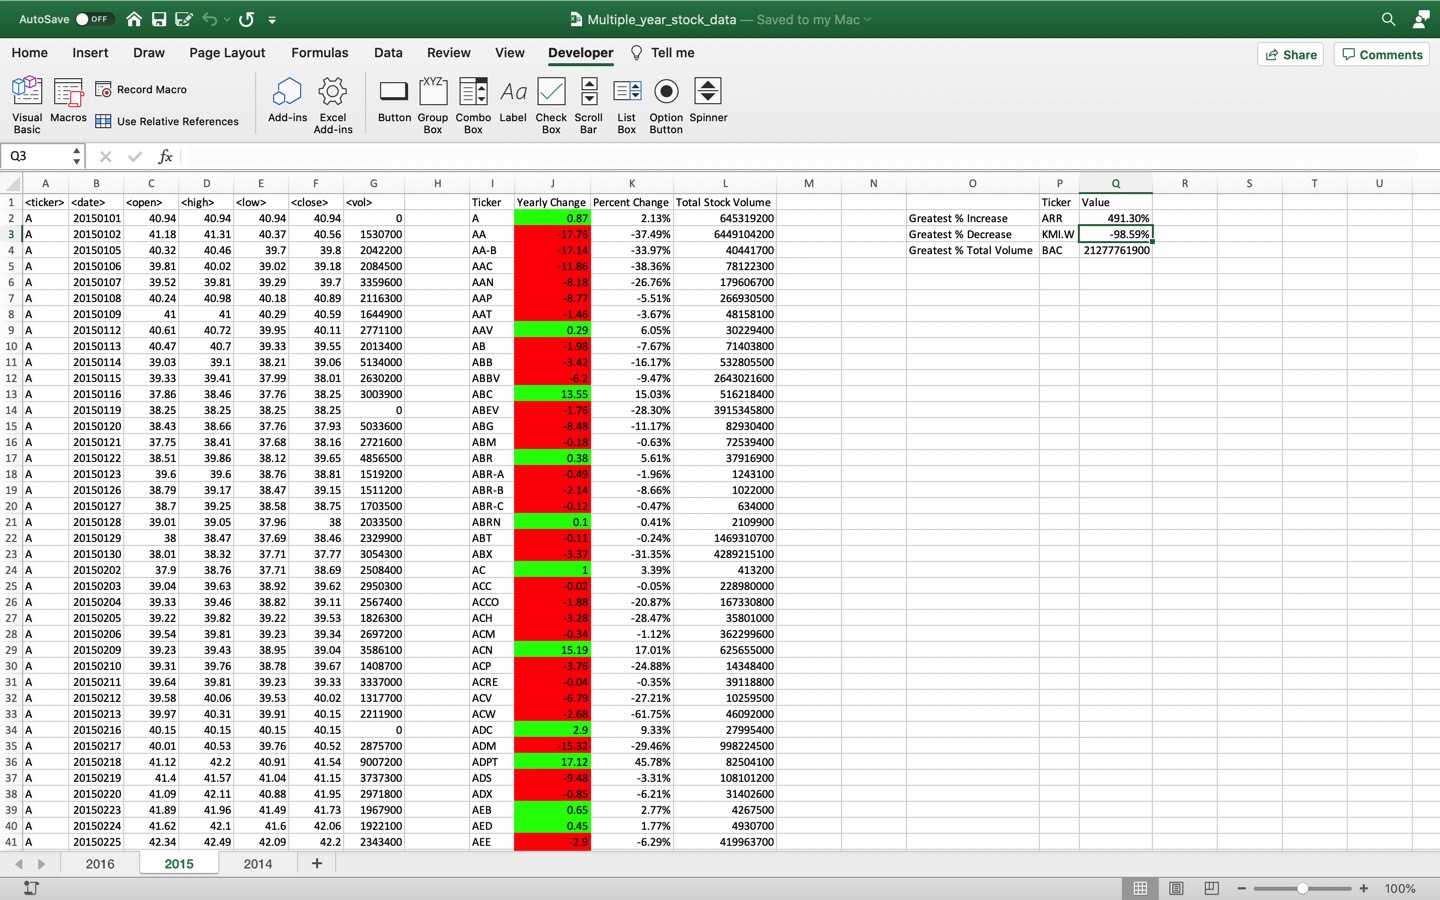 AutoSave OFF Multiple_year_stock_data — Saved to my Mac
Home Insert Draw Page Layout Formulas Data Review View Developer Tell me Share Comments
Visual Basic Macros Record Macro Use Relative References Add-ins Excel Add-ins Button XYZ Group Box Combo Box Aa Label Check Box Scroll Bar List Box Option Button Spinner
Q3 fx
A B C D E F G H I J K L M N O P Q R S T U
1 <ticker> <date> <open> <high> <low> <close> <vol> Ticker Yearly Change Percent Change Total Stock Volume Ticker Value
2 A 20150101 40.94 40.94 40.94 40.94 0 A 0.87 2.13% 645319200 Greatest % Increase ARR 491.30%
3 A 20150102 41.18 41.31 40.37 40.56 1530700 AA -17.76 -37.49% 6449104200 Greatest % Decrease KMI.W -98.59%
4 A 20150105 40.32 40.46 39.7 39.8 2042200 AA-B -17.14 -33.97% 40441700 Greatest % Total Volume BAC 21277761900
5 A 20150106 39.81 40.02 39.02 39.18 2084500 AAC -11.86 -38.36% 78122300
6 A 20150107 39.52 39.81 39.29 39.7 3359600 AAN -8.18 -26.76% 179606700
7 A 20150108 40.24 40.98 40.18 40.89 2116300 AAP -8.77 -5.51% 266930500
8 A 20150109 41 41 40.29 40.59 1644900 AAT -1.46 -3.67% 48158100
9 A 20150112 40.61 40.72 39.95 40.11 2771100 AAV 0.29 6.05% 30229400
10 A 20150113 40.47 40.7 39.33 39.55 2013400 AB -1.98 -7.67% 71403800
11 A 20150114 39.03 39.1 38.21 39.06 5134000 ABB -3.42 -16.17% 532805500
12 A 20150115 39.33 39.41 37.99 38.01 2630200 ABBV -6.2 -9.47% 2643021600
13 A 20150116 37.86 38.46 37.76 38.25 3003900 ABC 13.55 15.03% 516218400
14 A 20150119 38.25 38.25 38.25 38.25 0 ABEV -1.76 -28.30% 3915345800
15 A 20150120 38.43 38.66 37.76 37.93 5033600 ABG -8.48 -11.17% 82930400
16 A 20150121 37.75 38.41 37.68 38.16 2721600 ABM -0.18 -0.63% 72539400
17 A 20150122 38.51 39.86 38.12 39.65 4856500 ABR 0.38 5.61% 37916900
18 A 20150123 39.6 39.6 38.76 38.81 1519200 ABR-A -0.49 -1.96% 1243100
19 A 20150126 38.79 39.17 38.47 39.15 1511200 ABR-B -2.14 -8.66% 1022000
20 A 20150127 38.7 39.25 38.58 38.75 1703500 ABR-C -0.12 -0.47% 634000
21 A 20150128 39.01 39.05 37.96 38 2033500 ABRN 0.1 0.41% 2109900
22 A 20150129 38 38.47 37.69 38.46 2329900 ABT -0.11 -0.24% 1469310700
23 A 20150130 38.01 38.32 37.71 37.77 3054300 ABX -3.37 -31.35% 4289215100
24 A 20150202 37.9 38.76 37.71 38.69 2508400 AC 1 3.39% 413200
25 A 20150203 39.04 39.63 38.92 39.62 2950300 ACC -0.02 -0.05% 228980000
26 A 20150204 39.33 39.46 38.82 39.11 2567400 ACCO -1.88 -20.87% 167330800
27 A 20150205 39.22 39.82 39.22 39.53 1826300 ACH -3.28 -28.47% 35801000
28 A 20150206 39.54 39.81 39.23 39.34 2697200 ACM -0.34 -1.12% 362299600
29 A 20150209 39.23 39.43 38.95 39.04 3586100 ACN 15.19 17.01% 625655000
30 A 20150210 39.31 39.76 38.78 39.67 1408700 ACP -3.76 -24.88% 14348400
31 A 20150211 39.64 39.81 39.23 39.33 3337000 ACRE -0.04 -0.35% 39118800
32 A 20150212 39.58 40.06 39.53 40.02 1317700 ACV -6.79 -27.21% 10259500
33 A 20150213 39.97 40.31 39.91 40.15 2211900 ACW -2.68 -61.75% 46092000
34 A 20150216 40.15 40.15 40.15 40.15 0 ADC 2.9 9.33% 27995400
35 A 20150217 40.01 40.53 39.76 40.52 2875700 ADM -15.32 -29.46% 998224500
36 A 20150218 41.12 42.2 40.91 41.54 9007200 ADPT 17.12 45.78% 82504100
37 A 20150219 41.4 41.57 41.04 41.15 3737300 ADS -9.48 -3.31% 108101200
38 A 20150220 41.09 42.11 40.88 41.95 2971800 ADX -0.85 -6.21% 31402600
39 A 20150223 41.89 41.96 41.49 41.73 1967900 AEB 0.65 2.77% 4267500
40 A 20150224 41.62 42.1 41.6 42.06 1922100 AED 0.45 1.77% 4930700
41 A 20150225 42.34 42.49 42.09 42.2 2343400 AEE -2.9 -6.29% 419963700
2016 2015 2014 +
100%